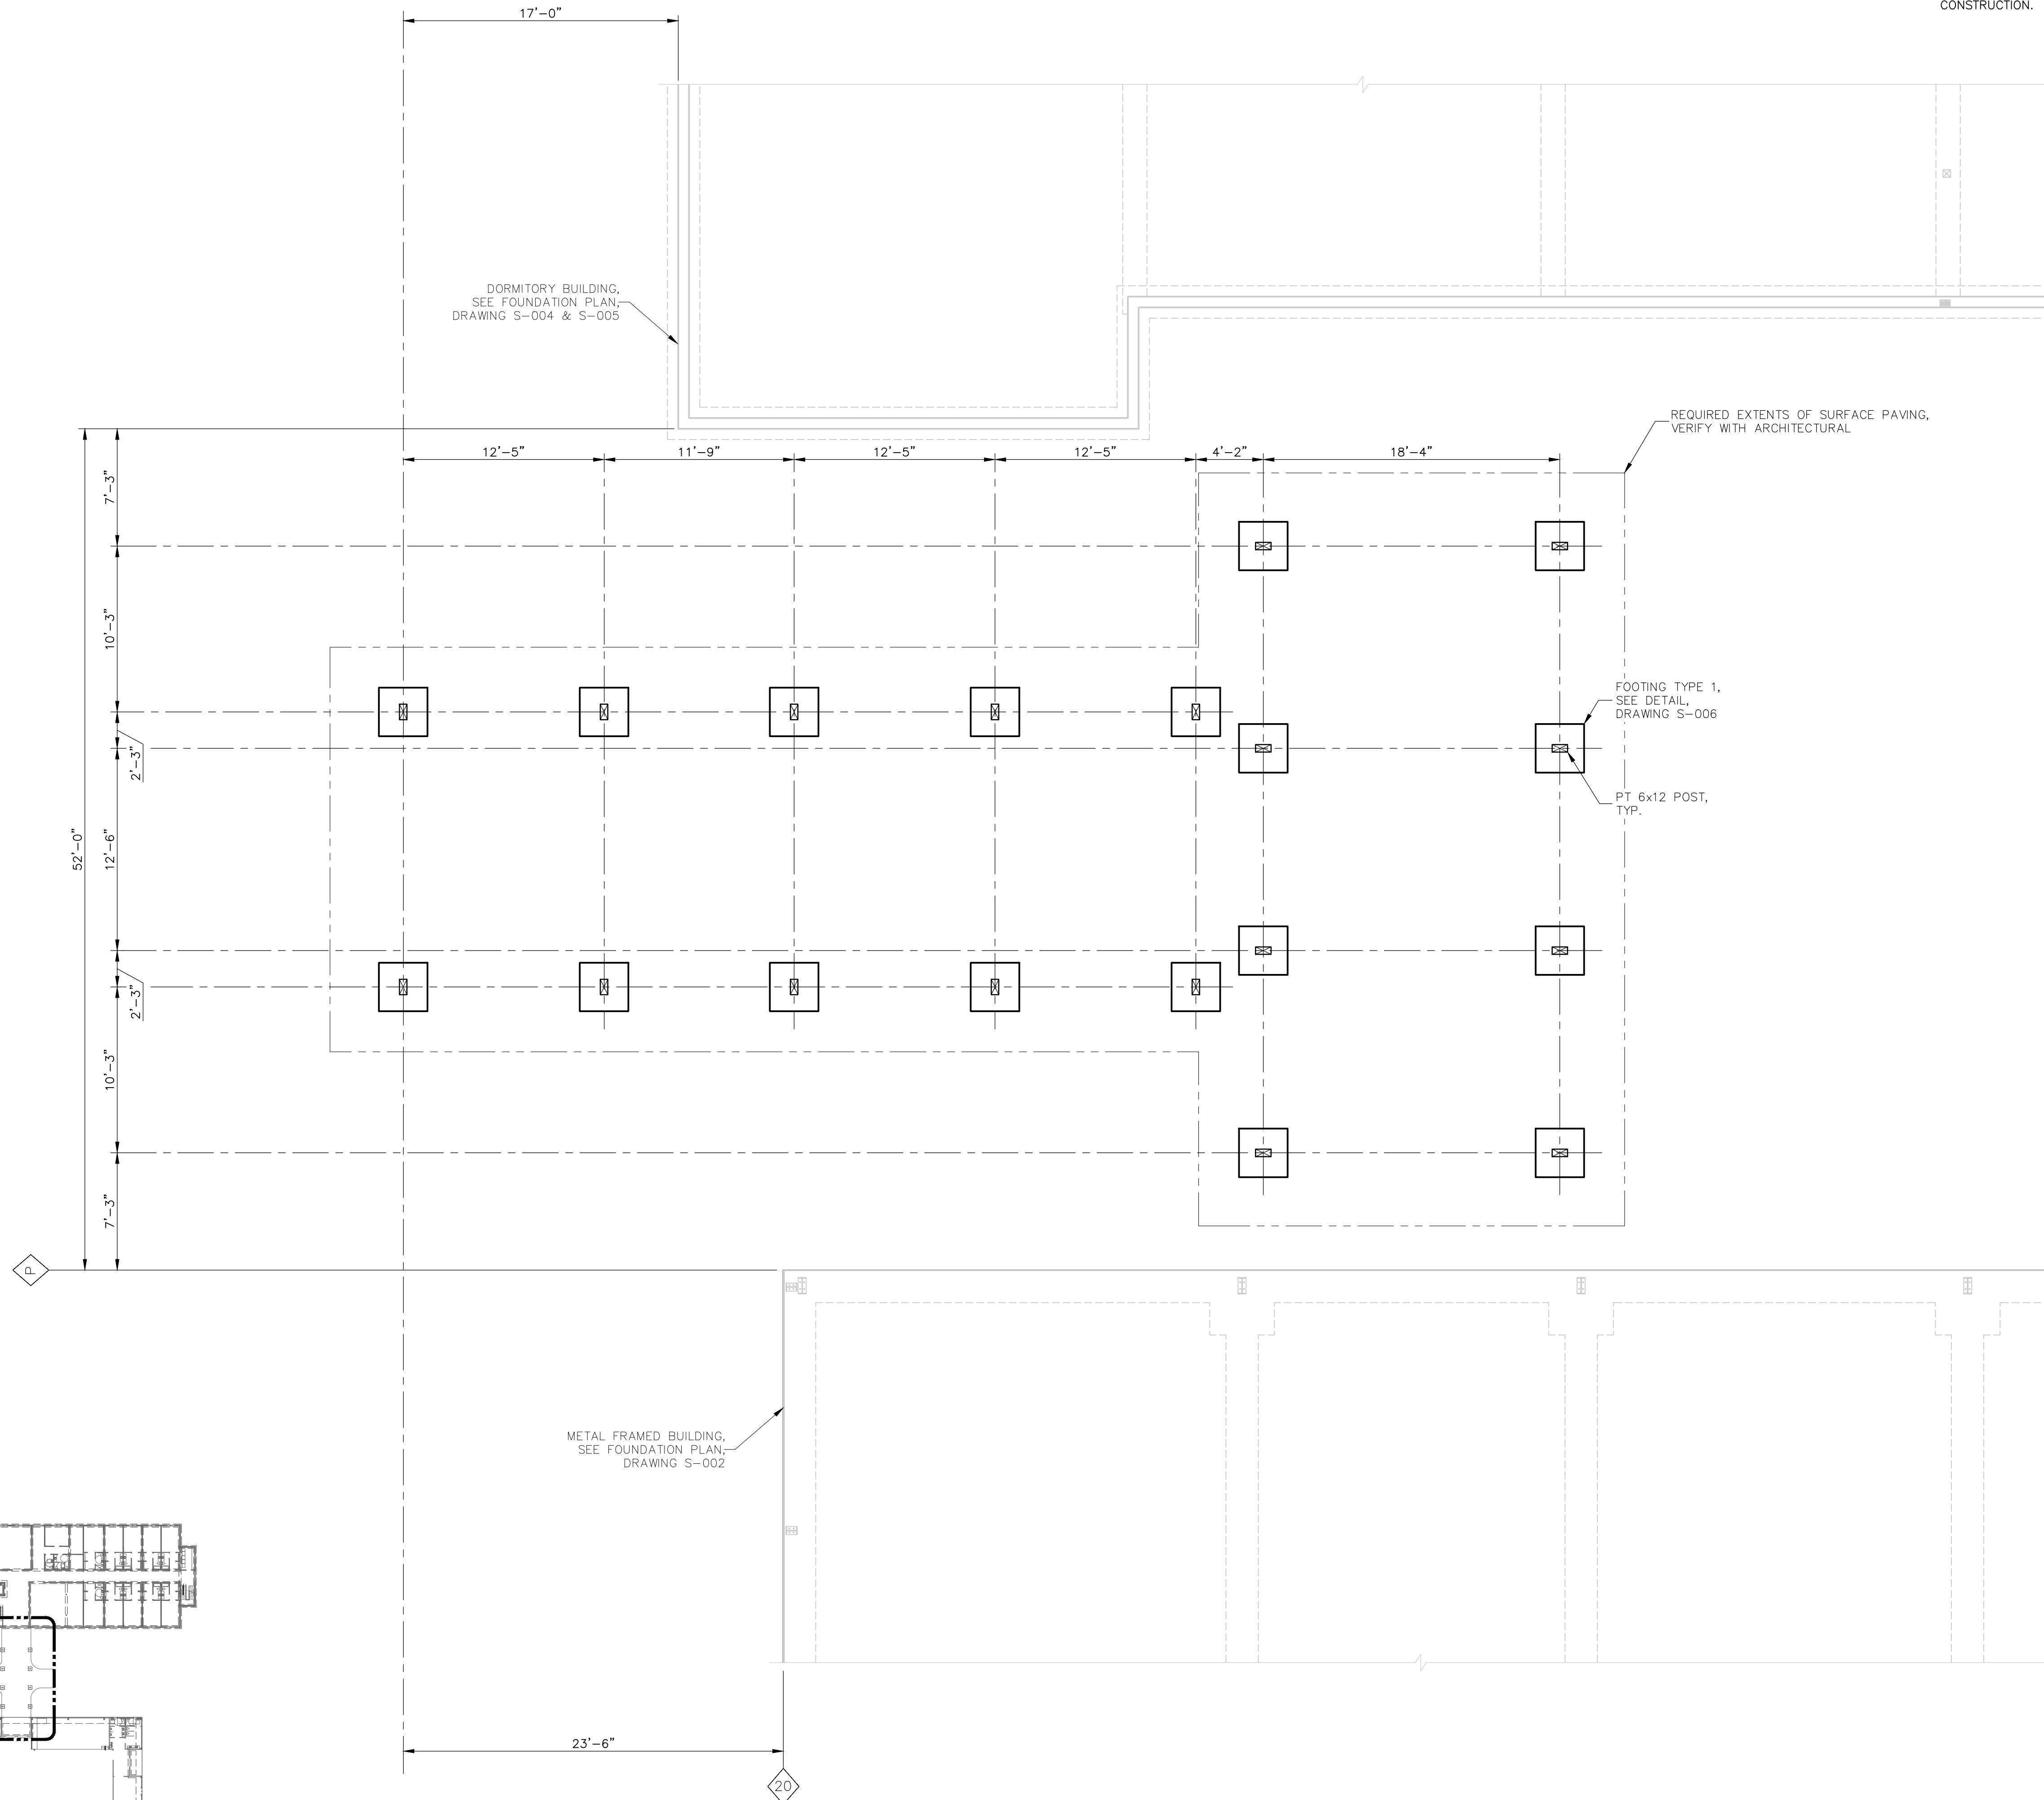 CONSTRUCTION.
17'-0"
DORMITORY BUILDING,
SEE FOUNDATION PLAN,
DRAWING S-004 & S-005
REQUIRED EXTENTS OF SURFACE PAVING,
VERIFY WITH ARCHITECTURAL
12'-5"
11'-9"
12'-5"
12'-5"
4'-2"
18'-4"
7'-3"
10'-3"
2'-3"
12'-6"
52'-0"
2'-3"
10'-3"
7'-3"
FOOTING TYPE 1,
SEE DETAIL,
DRAWING S-006
PT 6x12 POST,
TYP.
P
METAL FRAMED BUILDING,
SEE FOUNDATION PLAN,
DRAWING S-002
23'-6"
20